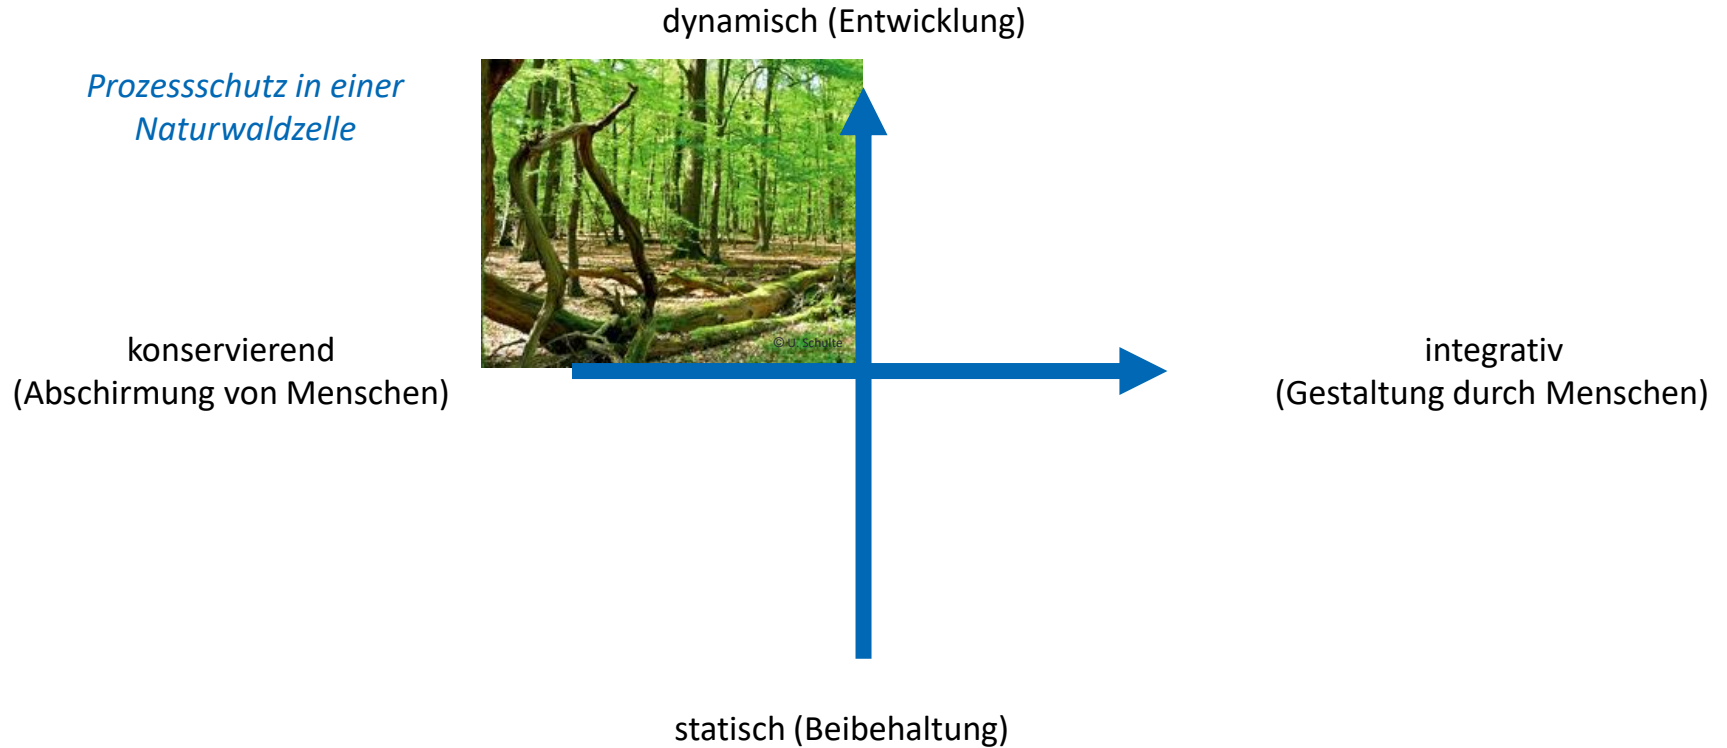 dynamisch (Entwicklung)
Prozessschutz in einer
Naturwaldzelle
© U. Schulte
konservierend
(Abschirmung von Menschen)
integrativ
(Gestaltung durch Menschen)
statisch (Beibehaltung)